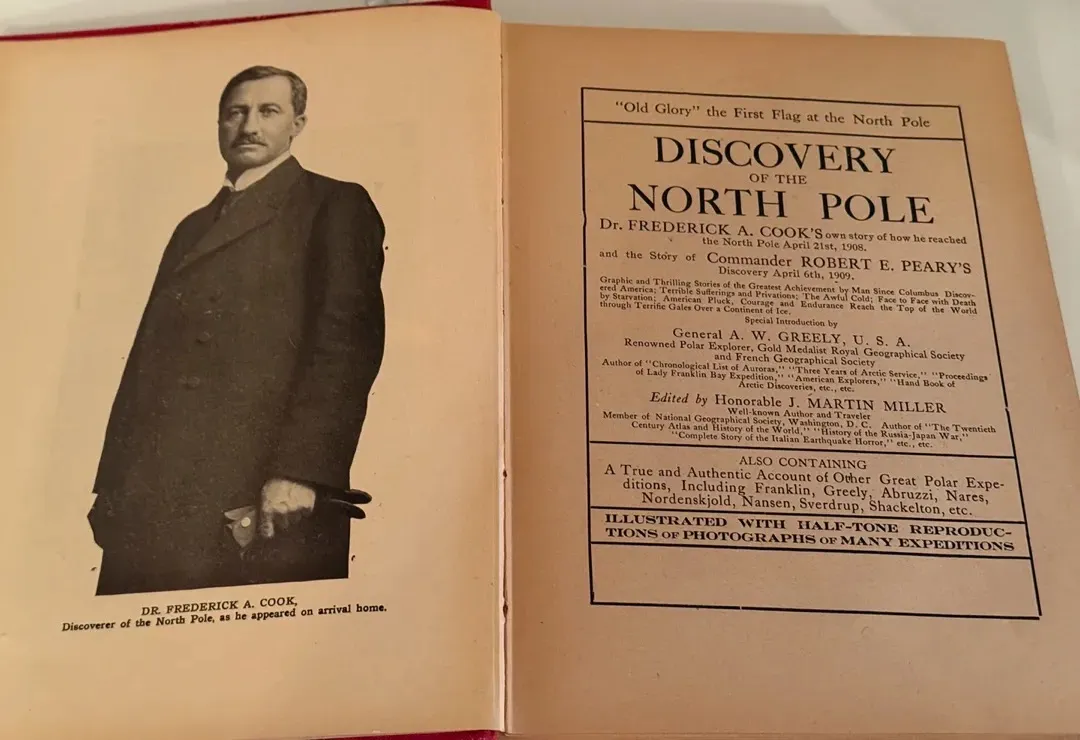 DR. FREDERICK A. COOK,
Discoverer of the North Pole, as he appeared on arrival home.
"Old Glory" the First Flag at the North Pole
DISCOVERY
OF THE
NORTH POLE
Dr. FREDERICK A. COOK'S own story of how he reached
the North Pole April 21st, 1908.
and the Story of Commander ROBERT E. PEARY'S
Discovery April 6th, 1909.
Graphic and Thrilling Stories of the Greatest Achievement by Man Since Columbus Discov-
ered America; Terrible Sufferings and Privations; The Awful Cold; Face to Face with Death
by Starvation; American Pluck, Courage and Endurance Reach the Top of the World
through Terrific Gales Over a Continent of Ice.
Special Introduction by
General A. W. GREELY, U. S. A.
Renowned Polar Explorer, Gold Medalist Royal Geographical Society
and French Geographical Society
Author of "Chronological List of Auroras," "Three Years of Arctic Service," "Proceedings
of Lady Franklin Bay Expedition," "American Explorers," "Hand Book of
Arctic Discoveries, etc., etc.
Edited by Honorable J. MARTIN MILLER
Well-known Author and Traveler
Member of National Geographical Society, Washington, D. C. Author of "The Twentieth
Century Atlas and History of the World," "History of the Russia-Japan War,"
"Complete Story of the Italian Earthquake Horror," etc., etc.
ALSO CONTAINING
A True and Authentic Account of Other Great Polar Expe-
ditions, Including Franklin, Greely, Abruzzi, Nares,
Nordenskjold, Nansen, Sverdrup, Shackelton, etc.
ILLUSTRATED WITH HALF-TONE REPRODUC-
TIONS OF PHOTOGRAPHS OF MANY EXPEDITIONS